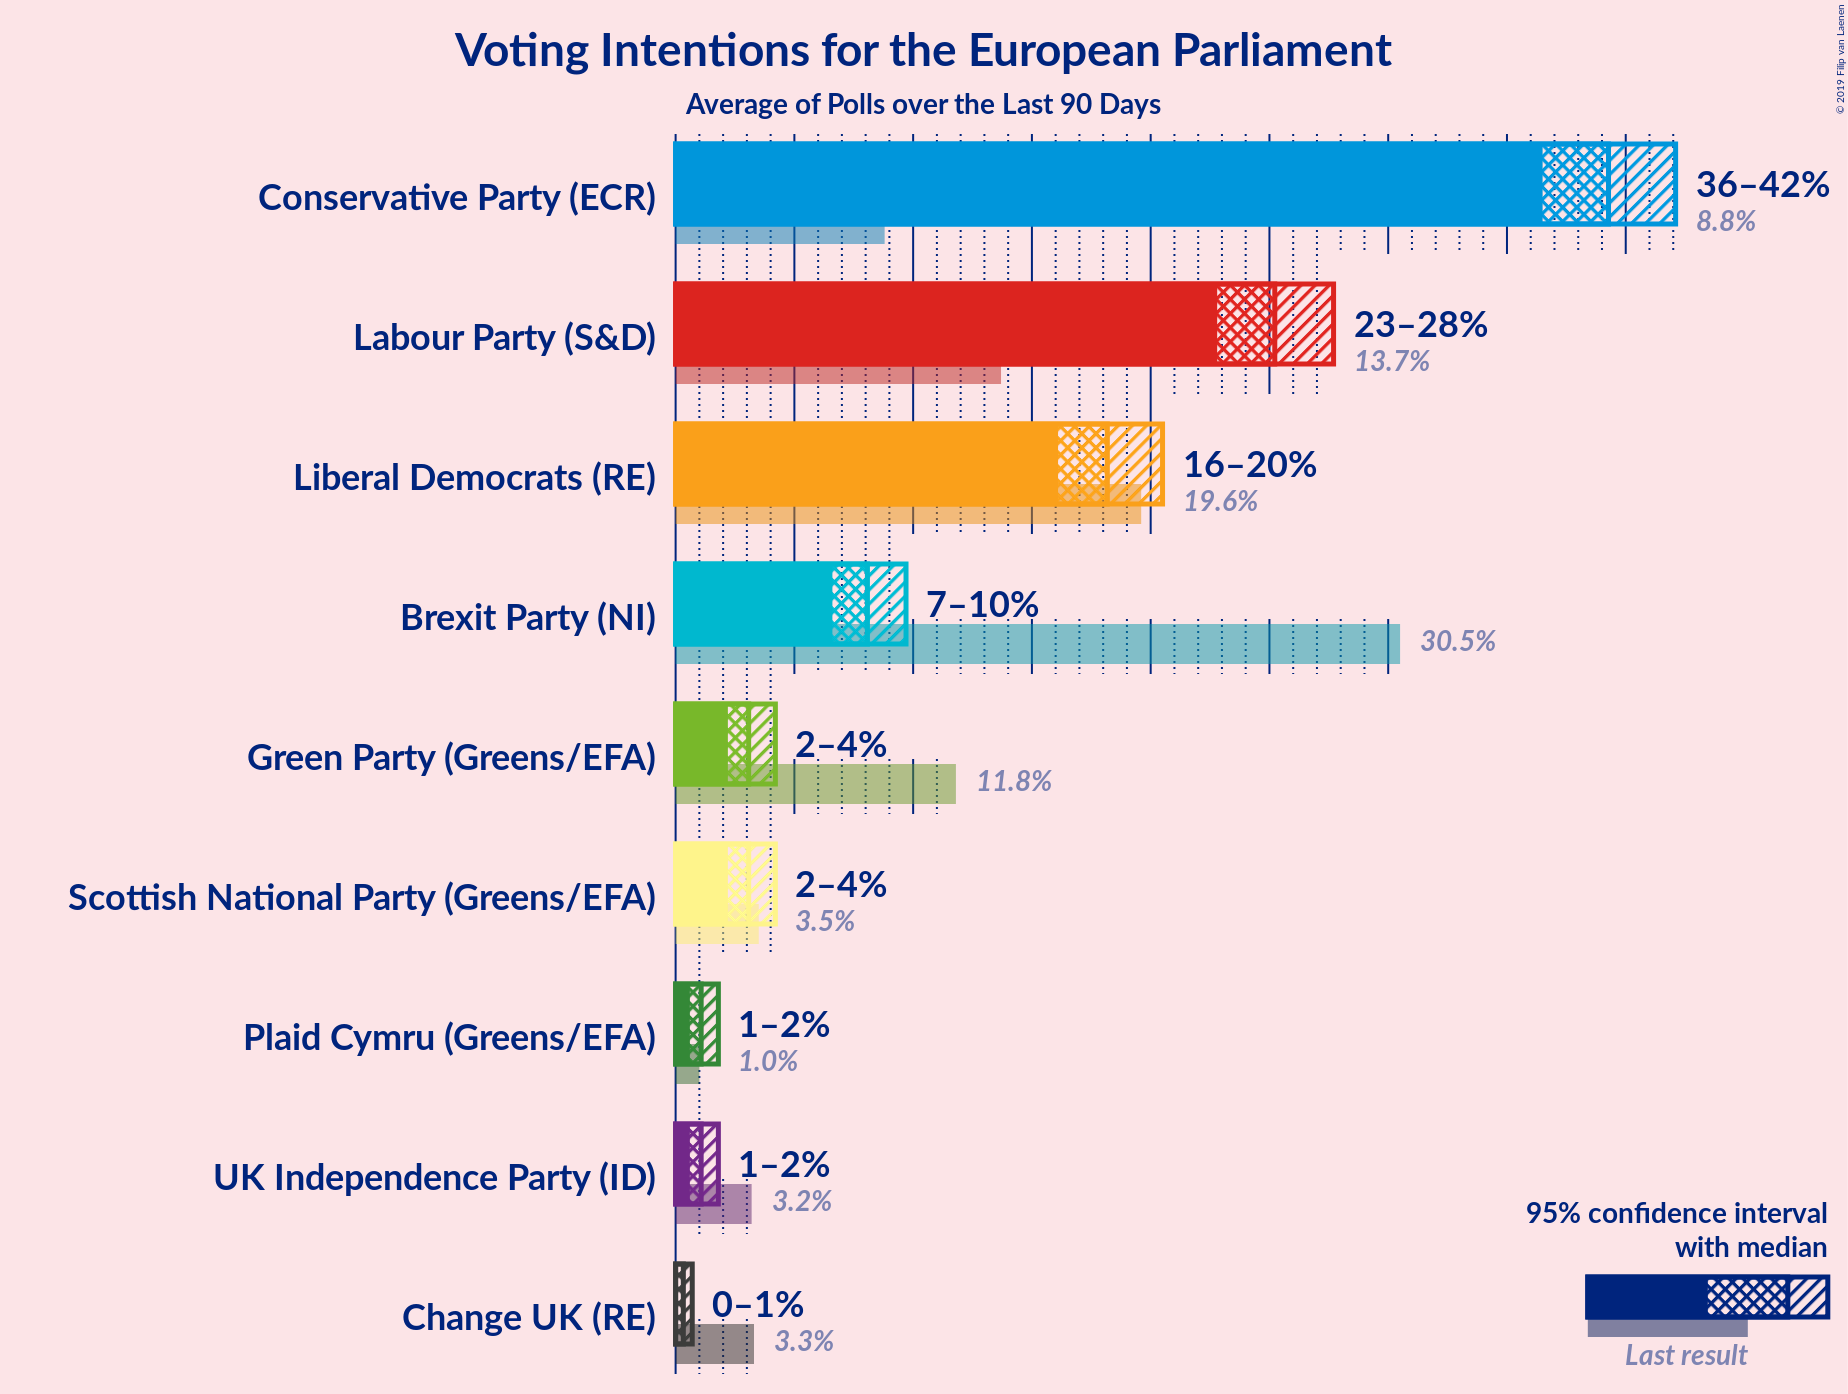 Voting Intentions for the European Parliament
Average of Polls over the Last 90 Days
© 2019 Filip van Laenen
Conservative Party (ECR)
36–42%
8.8%
Labour Party (S&D)
23–28%
13.7%
Liberal Democrats (RE)
16–20%
19.6%
Brexit Party (NI)
7–10%
30.5%
Green Party (Greens/EFA)
2–4%
11.8%
Scottish National Party (Greens/EFA)
2–4%
3.5%
Plaid Cymru (Greens/EFA)
1–2%
1.0%
UK Independence Party (ID)
1–2%
3.2%
Change UK (RE)
0–1%
3.3%
95% confidence interval
with median
Last result